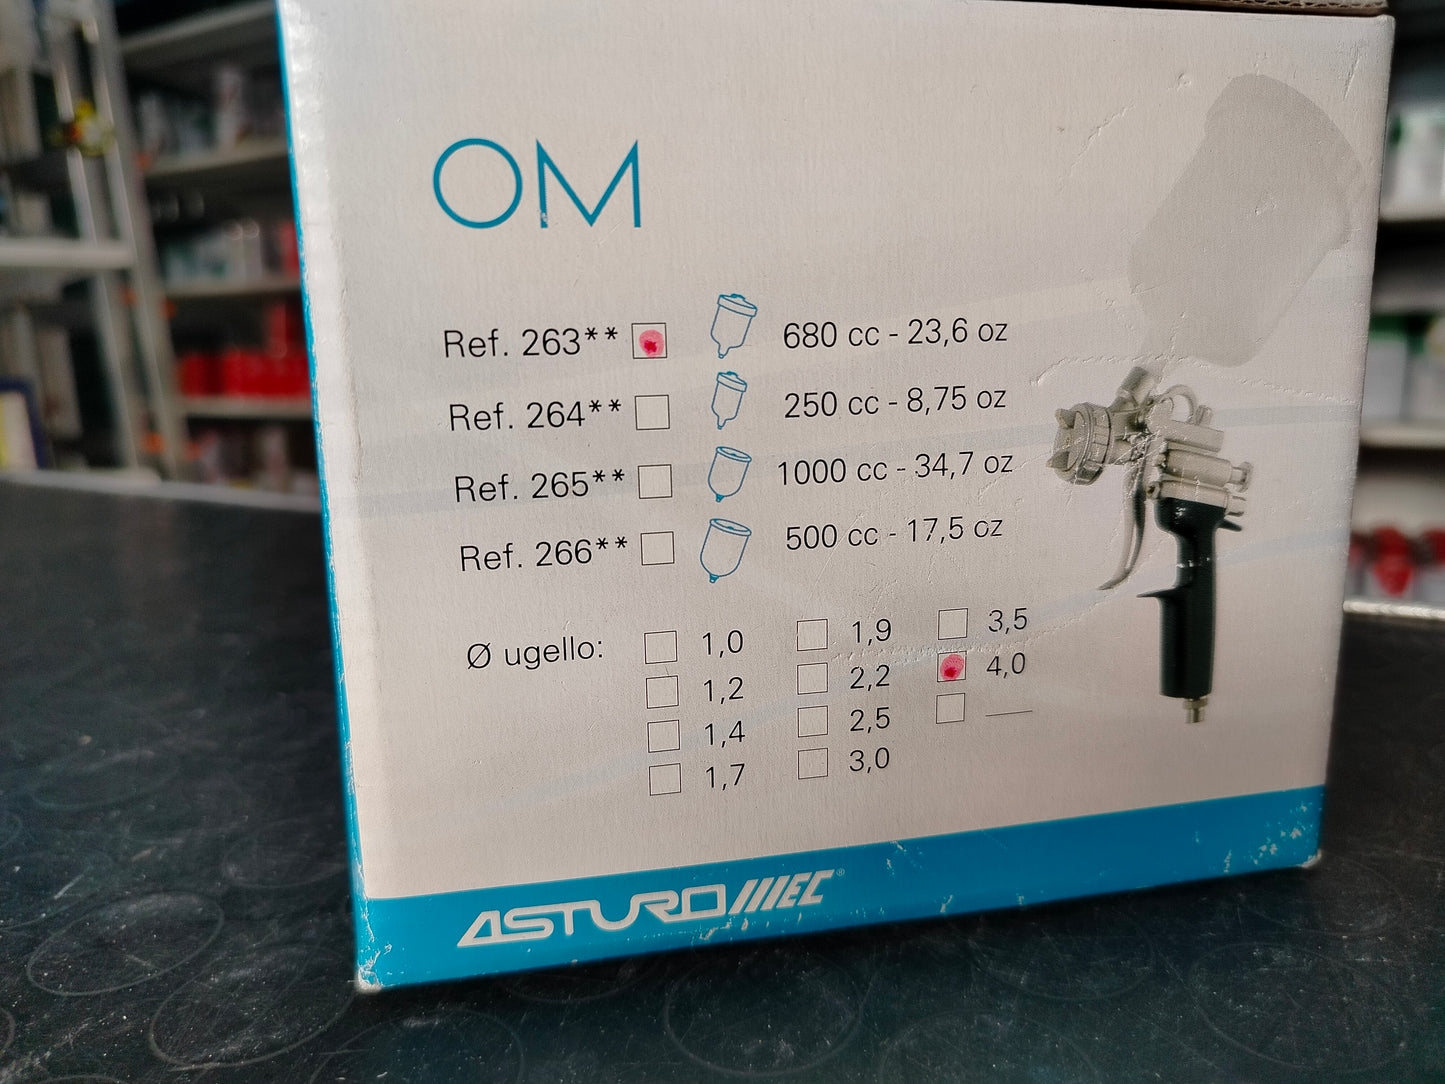 OM
Ref. 263** 680 cc - 23,6 oz
Ref. 264** 250 cc - 8,75 oz
Ref. 265** 1000 cc - 34,7 oz
Ref. 266** 500 cc - 17,5 oz
Ø ugello: 1,0 1,9 3,5
1,2 2,2 4,0
1,4 2,5 ___
1,7 3,0
ASTUROMEC®